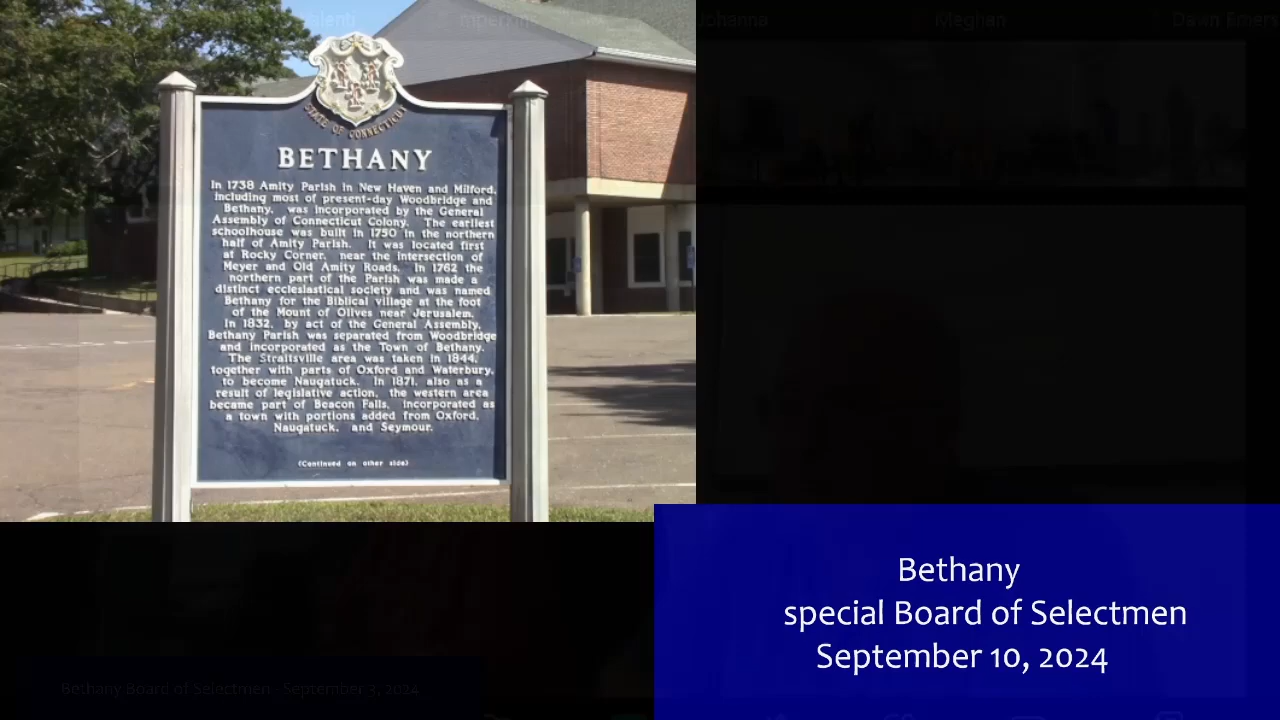 Johanna
Meghan
STATE OF CONNECTICUT
BETHANY
In 1738 Amity Parish in New Haven and Milford,
including most of present-day Woodbridge and
Bethany, was incorporated by the General
Assembly of Connecticut Colony. The earliest
schoolhouse was built in 1750 in the northern
half of Amity Parish. It was located first
at Rocky Corner, near the intersection of
Meyer and Old Amity Roads. In 1762 the
northern part of the Parish was made a
distinct ecclesiastical society and was named
Bethany for the Biblical village at the foot
of the Mount of Olives near Jerusalem.
In 1832, by act of the General Assembly,
Bethany Parish was separated from Woodbridge
and incorporated as the Town of Bethany.
The Straitsville area was taken in 1844,
together with parts of Oxford and Waterbury,
to become Naugatuck. In 1871, also as a
result of legislative action, the western area
became part of Beacon Falls, incorporated as
a town with portions added from Oxford,
Naugatuck, and Seymour.
(Continued on other side)
Bethany
special Board of Selectmen
September 10, 2024
Bethany Board of Selectmen September 3, 2024